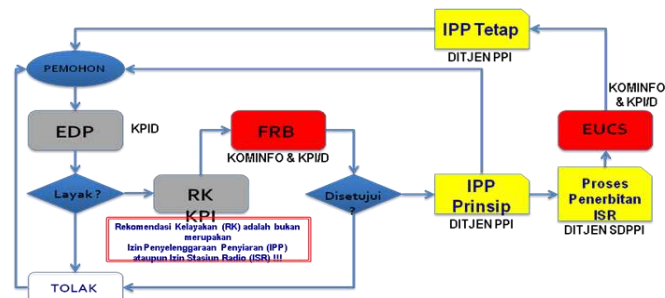 IPP Tetap
DITJEN PPI
PEMOHON
KOMINFO
& KPI/D
EDP
KPID
FRB
KOMINFO & KPI/D
EUCS
Layak?
RK
KPI
Disetujui
?
IPP
Prinsip
DITJEN PPI
Proses
Penerbitan
ISR
DITJEN SDPPI
Rekomendasi Kelayakan (RK) adalah bukan
merupakan
Izin Penyelenggaraan Penyiaran (IPP)
ataupun Izin Stasiun Radio (ISR) !!!
TOLAK